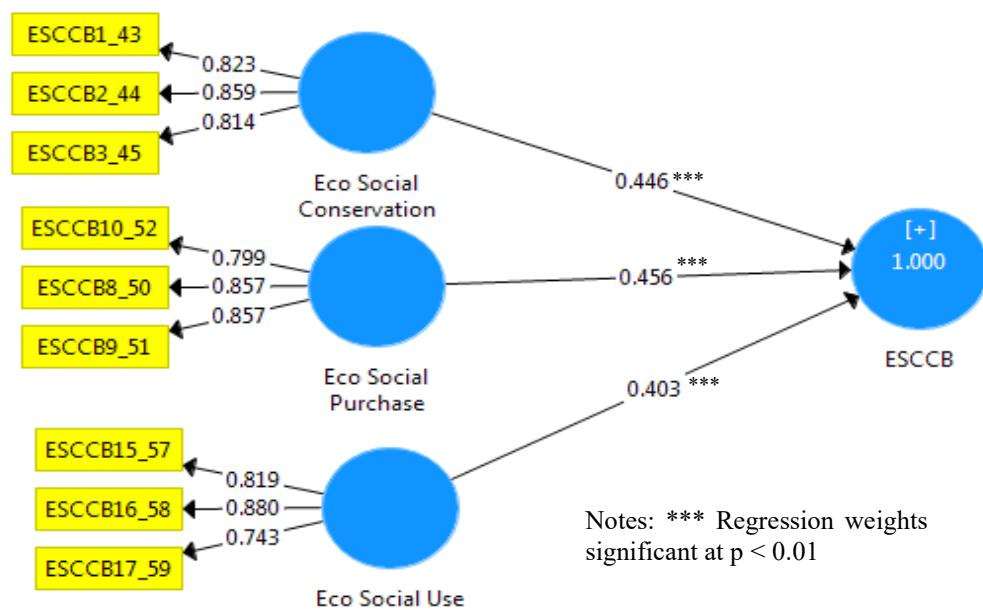 ESCCB1_43
0.823
ESCCB2_44
0.859
ESCCB3_45
0.814
Eco Social
Conservation
0.446 ***
ESCCB10_52
0.799
ESCCB8_50
0.857
ESCCB9_51
0.857
Eco Social
Purchase
0.456 ***
[+]
1.000
ESCCB
ESCCB15_57
0.819
ESCCB16_58
0.880
ESCCB17_59
0.743
Eco Social Use
0.403 ***
Notes: *** Regression weights
significant at p < 0.01